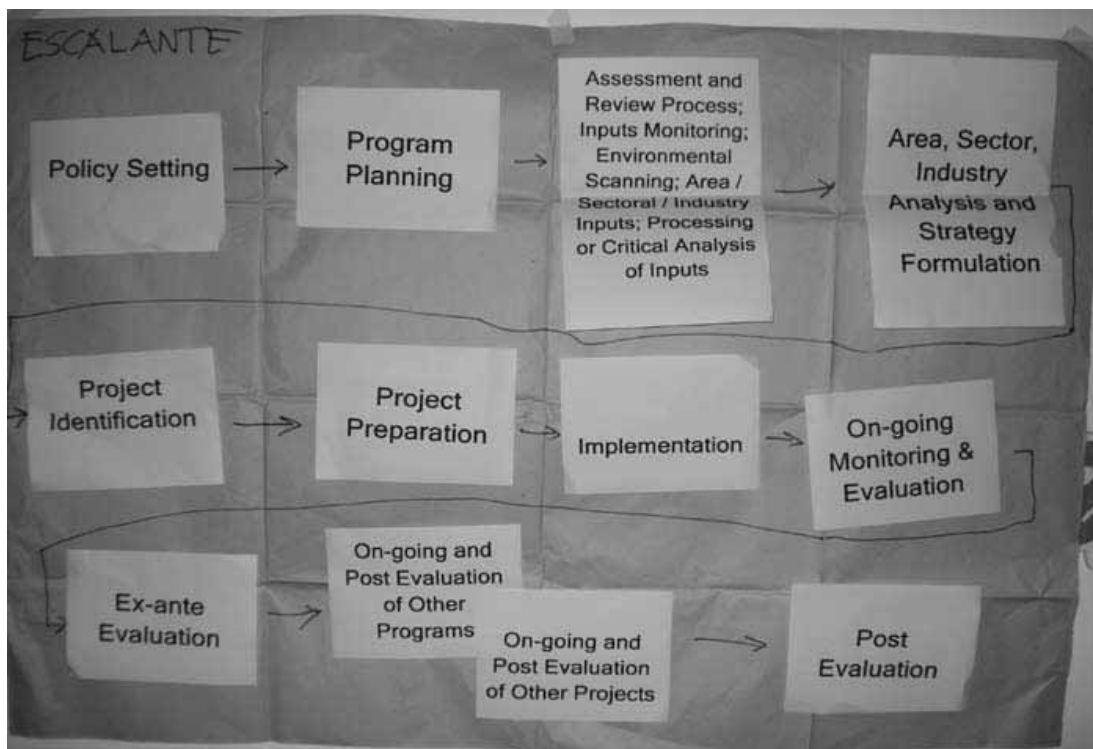 ESCALANTE
Policy Setting
Program
Planning
Assessment and
Review Process;
Inputs Monitoring;
Environmental
Scanning; Area /
Sectoral / Industry
Inputs; Processing
or Critical Analysis
of Inputs
Area, Sector,
Industry
Analysis and
Strategy
Formulation
Project
Identification
Project
Preparation
Implementation
On-going
Monitoring &
Evaluation
Ex-ante
Evaluation
On-going and
Post Evaluation
of Other
Programs
On-going and
Post Evaluation
of Other Projects
Post
Evaluation